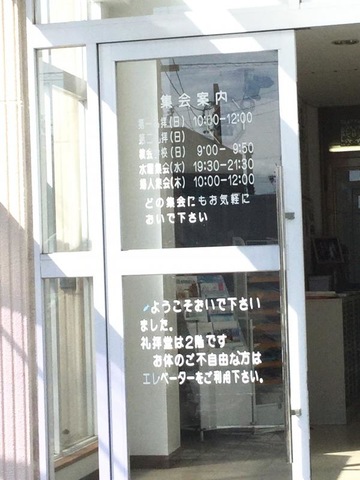 集会案内
第一礼拝(日) 10:00-12:00
第二礼拝(日)
教会学校(日) 9:00-9:50
水曜集会(水) 19:30-21:30
婦人集会(木) 10:00-12:00
どの集会にもお気軽に
おいで下さい
ようこそおいで下さい
ました。
礼拝堂は2階です
お体のご不自由な方は
エレベーターをご利用下さい。